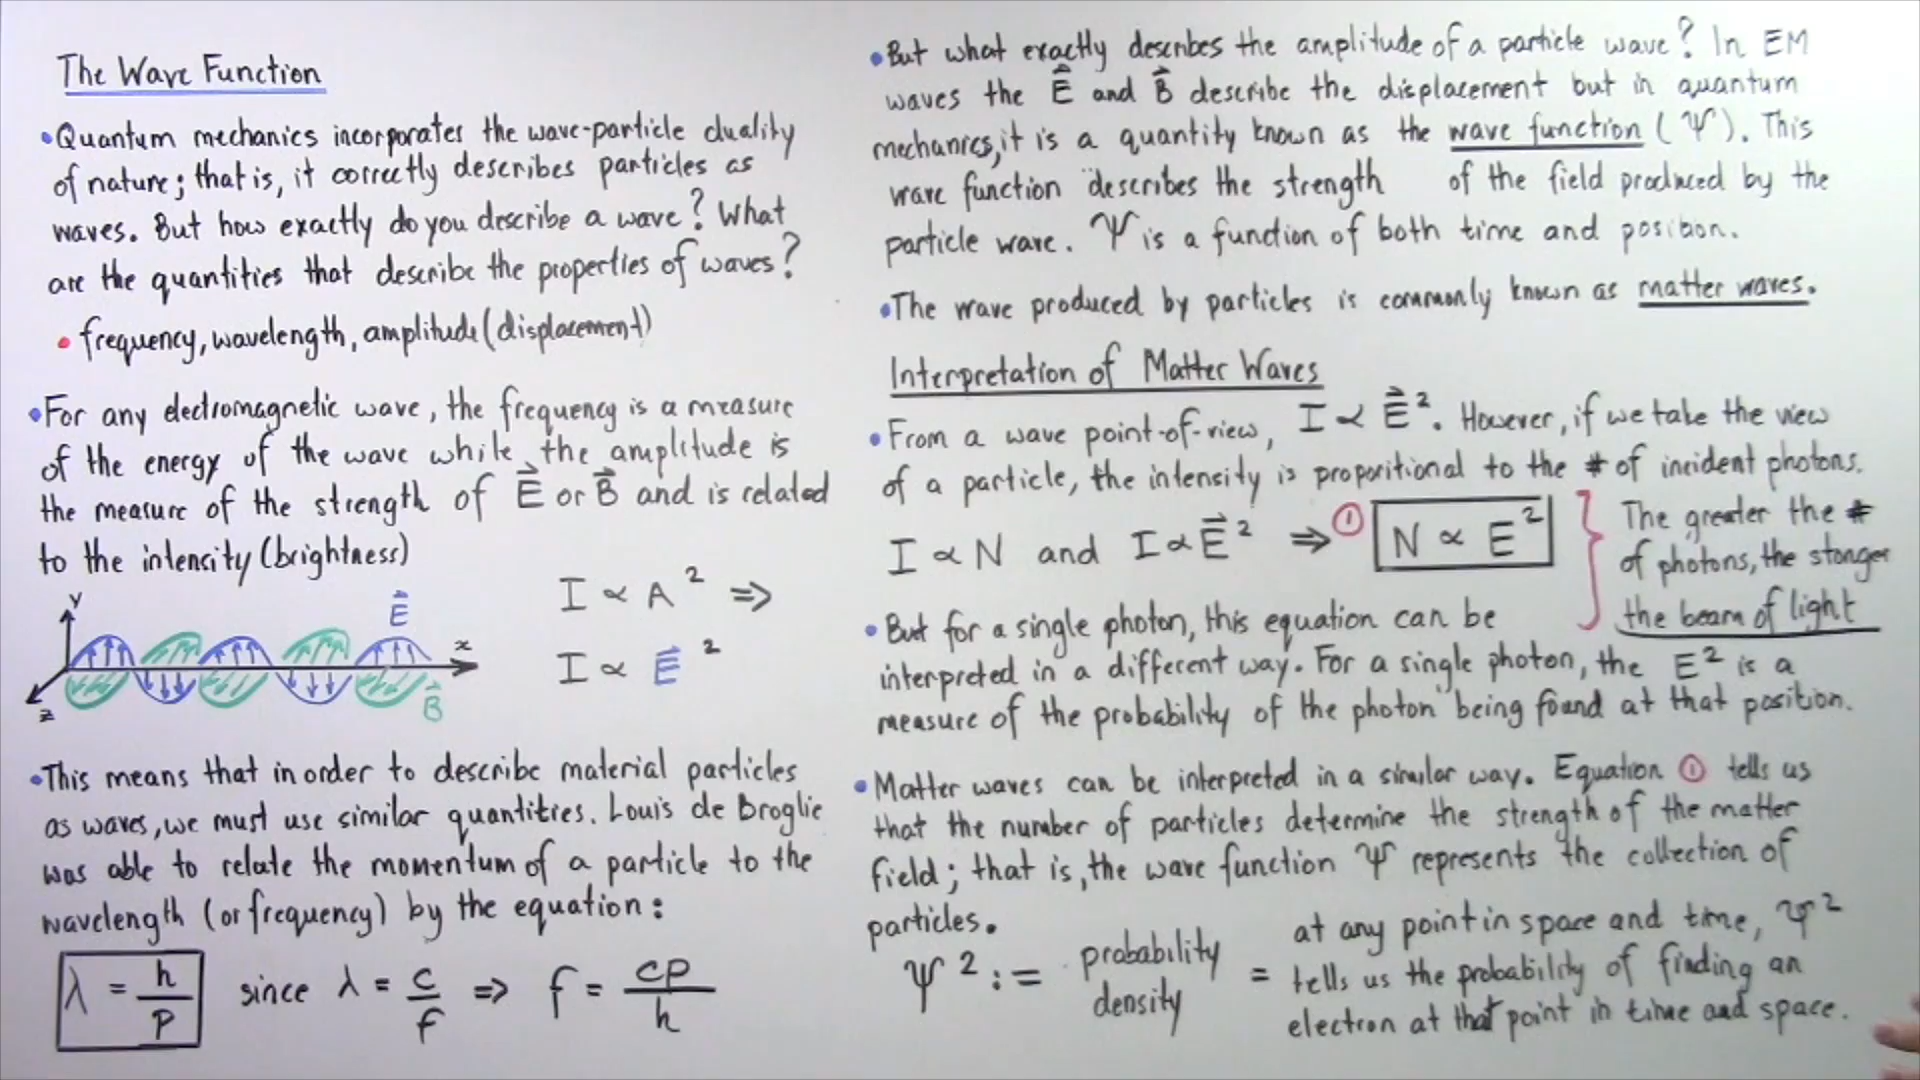 The Wave Function
•Quantum mechanics incorporates the wave-particle duality
of nature; that is, it correctly describes particles as
waves. But how exactly do you describe a wave? What
are the quantities that describe the properties of waves?
• frequency, wavelength, amplitude (displacement)
•For any electromagnetic wave, the frequency is a measure
of the energy of the wave while the amplitude is
the measure of the strength of E⃗ or B⃗ and is related
to the intensity (brightness)
y
E⃗
x
z
B⃗
I ∝ A² ⇒
I ∝ E⃗ ²
•This means that in order to describe material particles
as waves, we must use similar quantities. Louis de Broglie
was able to relate the momentum of a particle to the
wavelength (or frequency) by the equation:
λ = h/P since λ = c/f ⇒ f = cp/h
•But what exactly describes the amplitude of a particle wave? In EM
waves the E⃗ and B⃗ describe the displacement but in quantum
mechanics, it is a quantity known as the wave function (Ψ). This
wave function describes the strength of the field produced by the
particle wave. Ψ is a function of both time and position.
•The wave produced by particles is commonly known as matter waves.
Interpretation of Matter Waves
•From a wave point-of-view, I ∝ E⃗². However, if we take the view
of a particle, the intensity is proportional to the # of incident photons.
I ∝ N and I ∝ E⃗² ⇒ ① N ∝ E²
The greater the #
of photons, the stonger
the beam of light
•But for a single photon, this equation can be
interpreted in a different way. For a single photon, the E² is a
measure of the probability of the photon being found at that position.
•Matter waves can be interpreted in a similar way. Equation ① tells us
that the number of particles determine the strength of the matter
field; that is, the wave function Ψ represents the collection of
particles.
Ψ² := probability density =
at any point in space and time, Ψ²
tells us the probability of finding an
electron at that point in time and space.